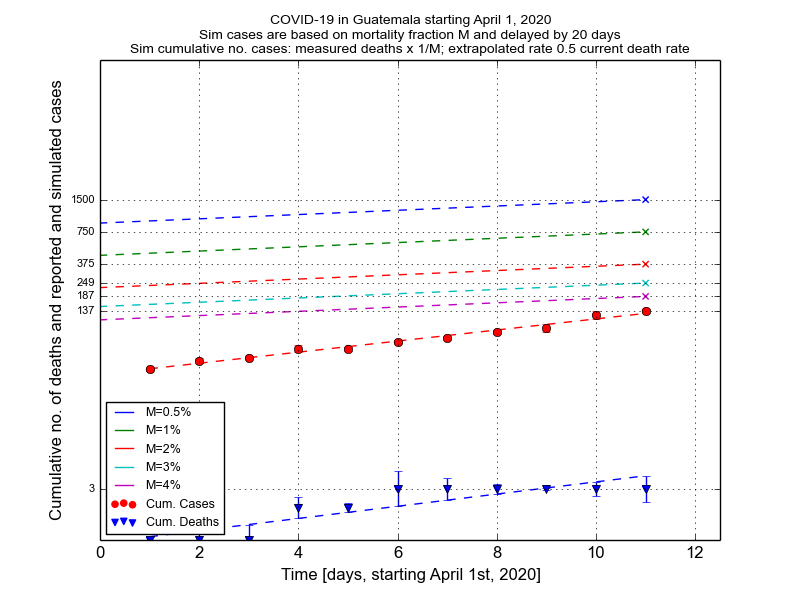 COVID-19 in Guatemala starting April 1, 2020
Sim cases are based on mortality fraction M and delayed by 20 days
Sim cumulative no. cases: measured deaths x 1/M; extrapolated rate 0.5 current death rate
Cumulative no. of deaths and reported and simulated cases
1500
750
375
249
187
137
3
M=0.5%
M=1%
M=2%
M=3%
M=4%
Cum. Cases
Cum. Deaths
0 2 4 6 8 10 12
Time [days, starting April 1st, 2020]